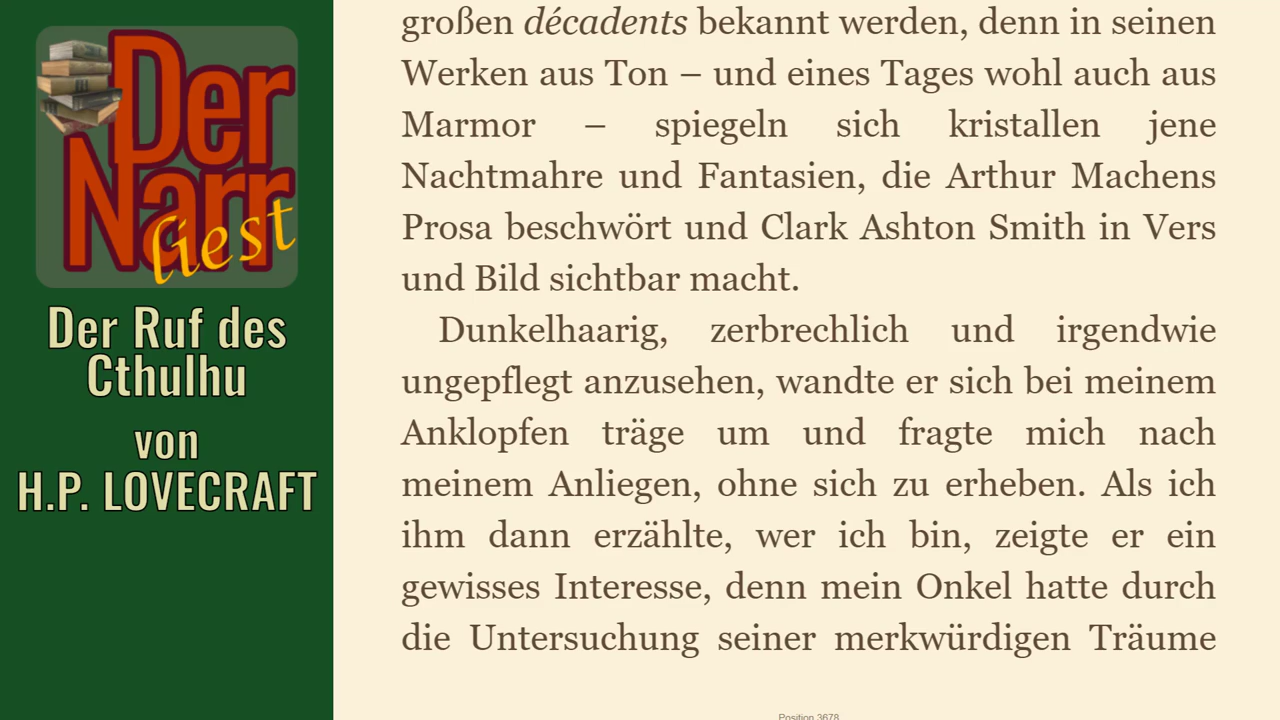 Der
Narr
liest
Der Ruf des
Cthulhu
von
H.P. LOVECRAFT
großen décadents bekannt werden, denn in seinen
Werken aus Ton – und eines Tages wohl auch aus
Marmor – spiegeln sich kristallen jene
Nachtmahre und Fantasien, die Arthur Machens
Prosa beschwört und Clark Ashton Smith in Vers
und Bild sichtbar macht.
Dunkelhaarig, zerbrechlich und irgendwie
ungepflegt anzusehen, wandte er sich bei meinem
Anklopfen träge um und fragte mich nach
meinem Anliegen, ohne sich zu erheben. Als ich
ihm dann erzählte, wer ich bin, zeigte er ein
gewisses Interesse, denn mein Onkel hatte durch
die Untersuchung seiner merkwürdigen Träume
Position 3678